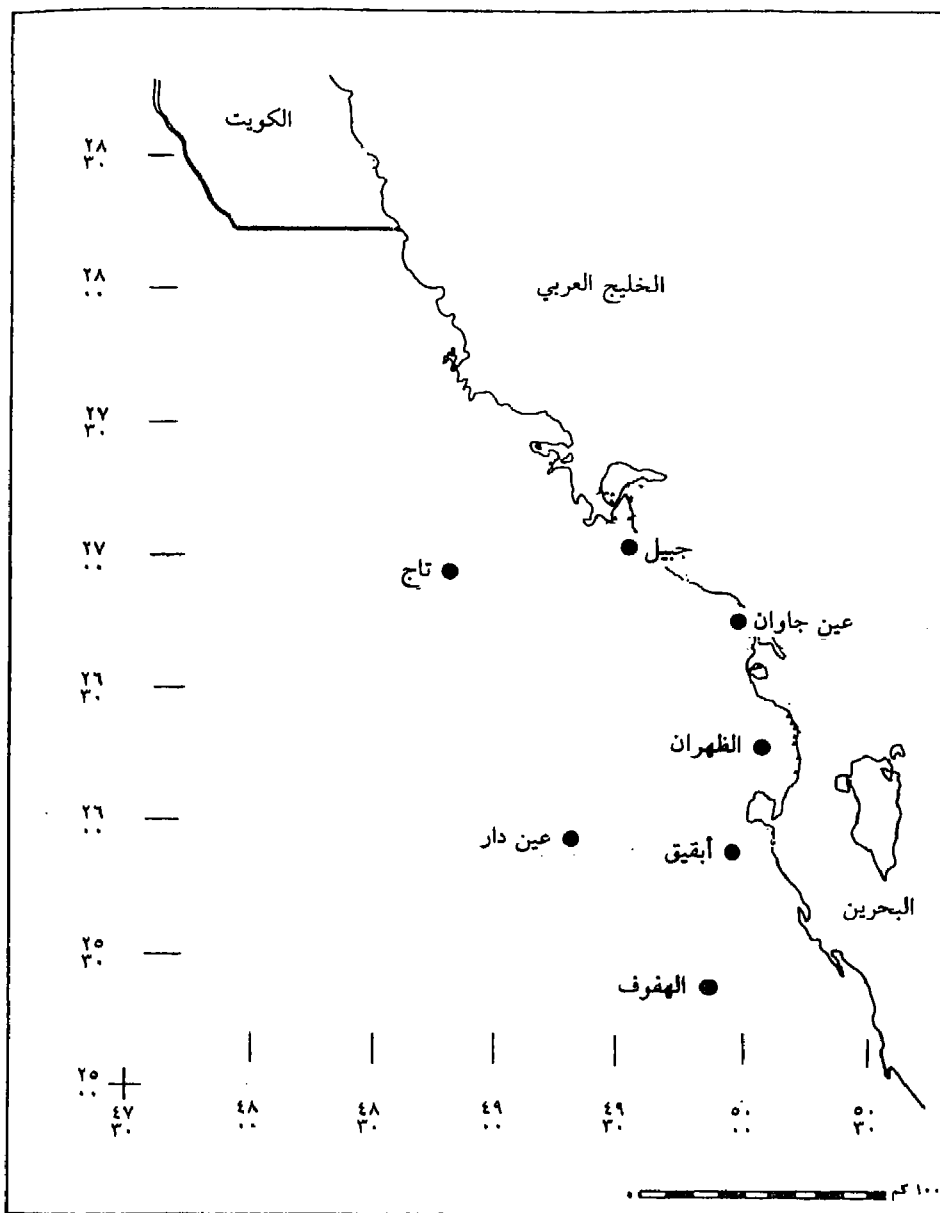 الكويت
٢٨
٣٠
٢٨
٠٠
الخليج العربي
٢٧
٣٠
٢٧
٠٠
جبيل
تاج
عين جاوان
٢٦
٣٠
الظهران
٢٦
٠٠
عين دار
أبقيق
البحرين
٢٥
٣٠
الهفوف
٢٥
٠٠
٤٧
٣٠
٤٨
٠٠
٤٨
٣٠
٤٩
٠٠
٤٩
٣٠
٥٠
٠٠
٥٠
٣٠
٠
١٠٠ كم